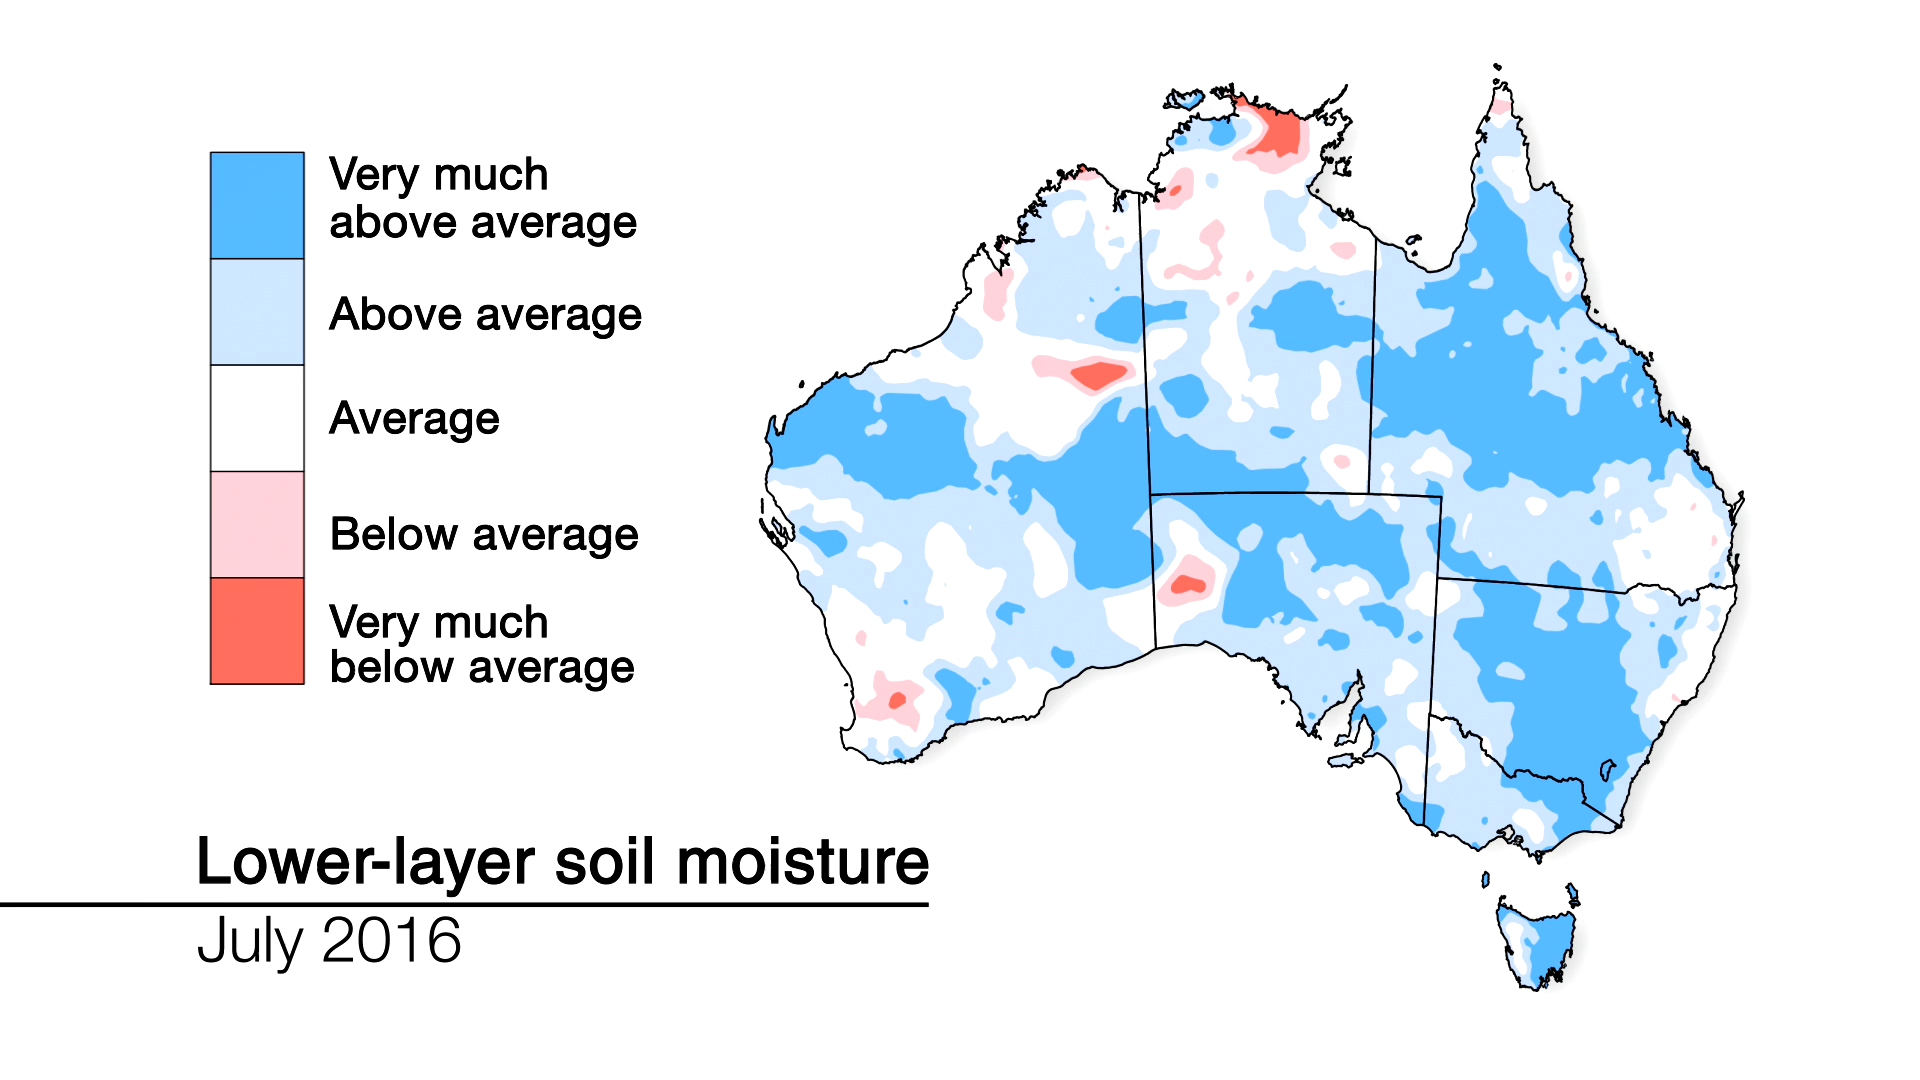 Very much
above average
Above average
Average
Below average
Very much
below average
Lower-layer soil moisture
July 2016